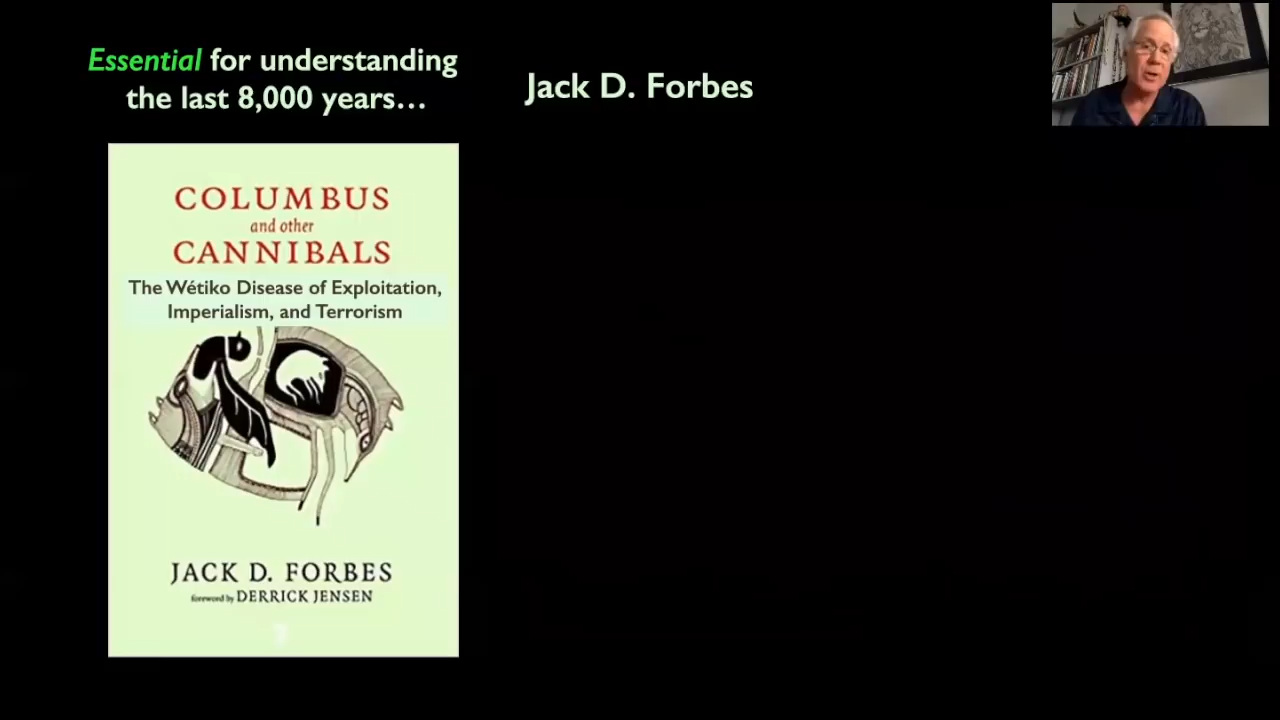 Essential for understanding
the last 8,000 years...
Jack D. Forbes
COLUMBUS
and other
CANNIBALS
The Wétiko Disease of Exploitation,
Imperialism, and Terrorism
JACK D. FORBES
foreword by DERRICK JENSEN